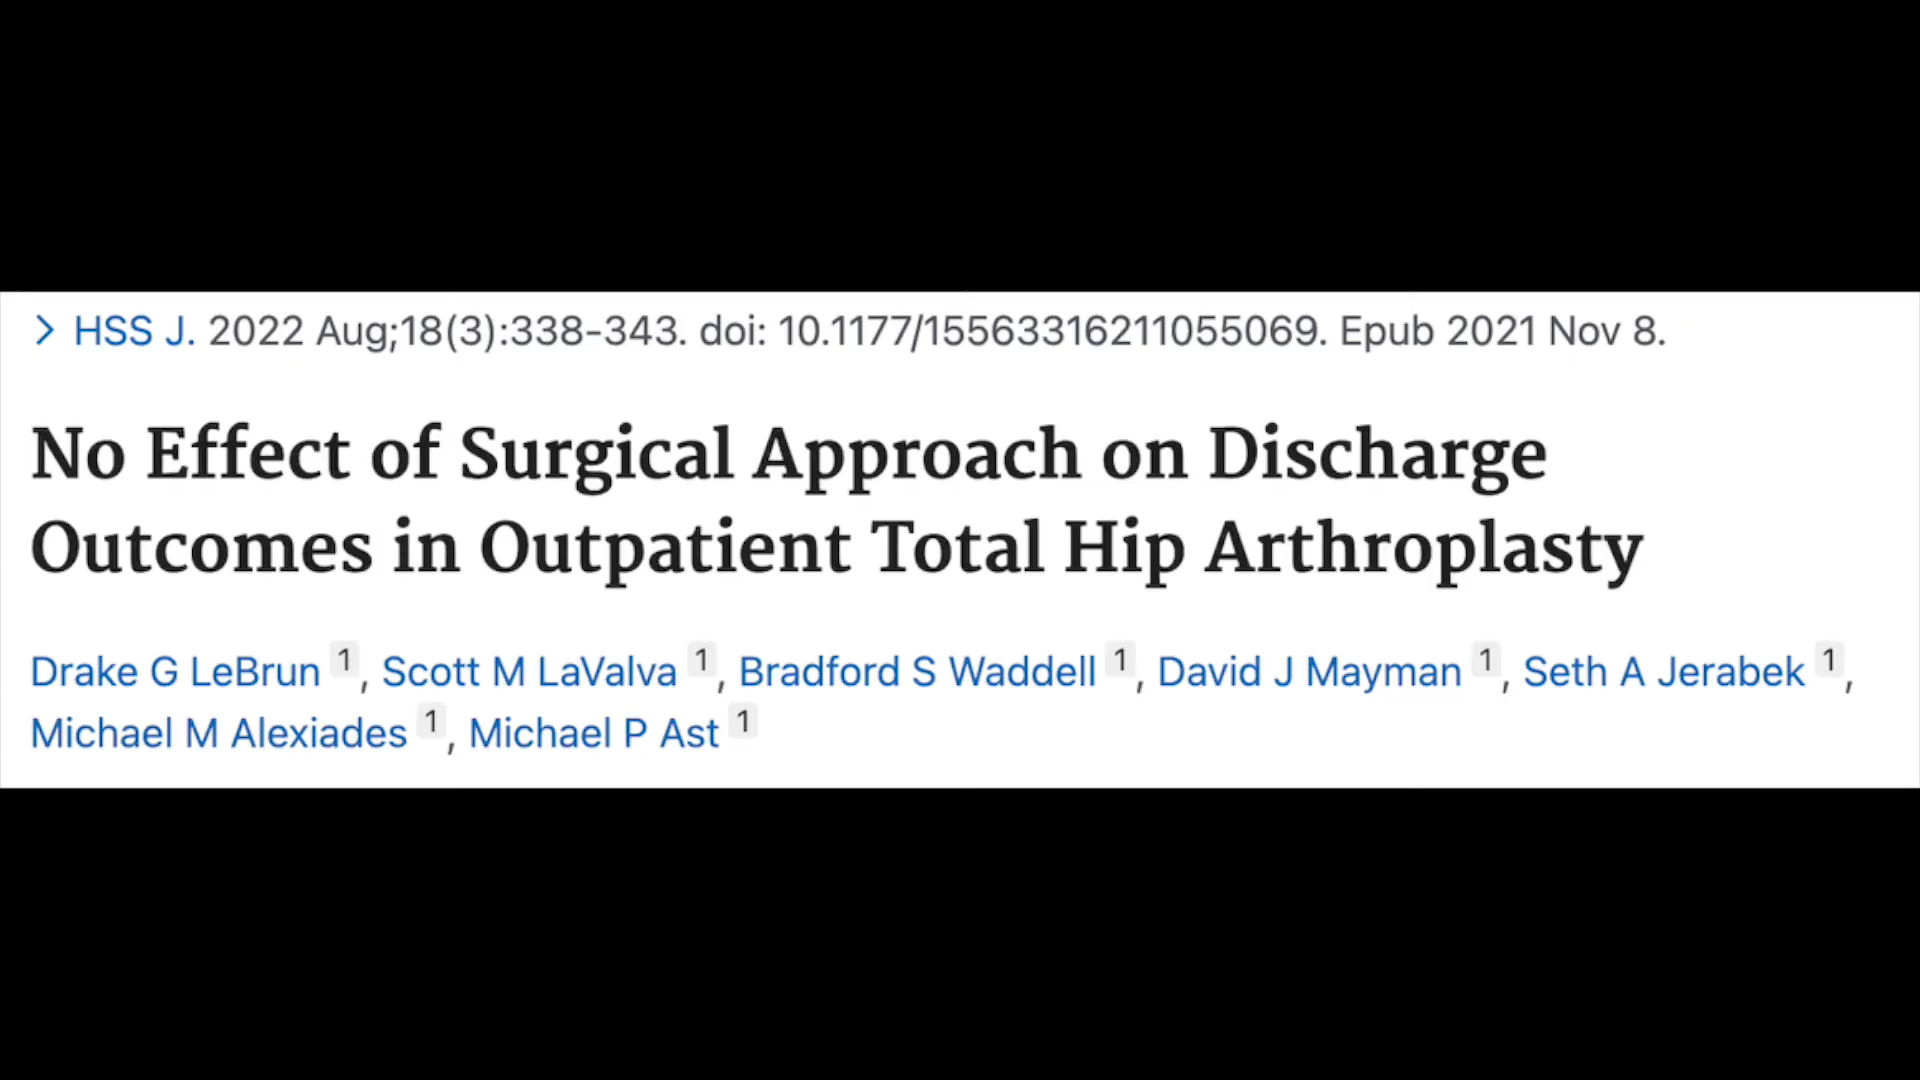 > HSS J. 2022 Aug;18(3):338-343. doi: 10.1177/15563316211055069. Epub 2021 Nov 8.
No Effect of Surgical Approach on Discharge
Outcomes in Outpatient Total Hip Arthroplasty
Drake G LeBrun 1, Scott M LaValva 1, Bradford S Waddell 1, David J Mayman 1, Seth A Jerabek 1,
Michael M Alexiades 1, Michael P Ast 1